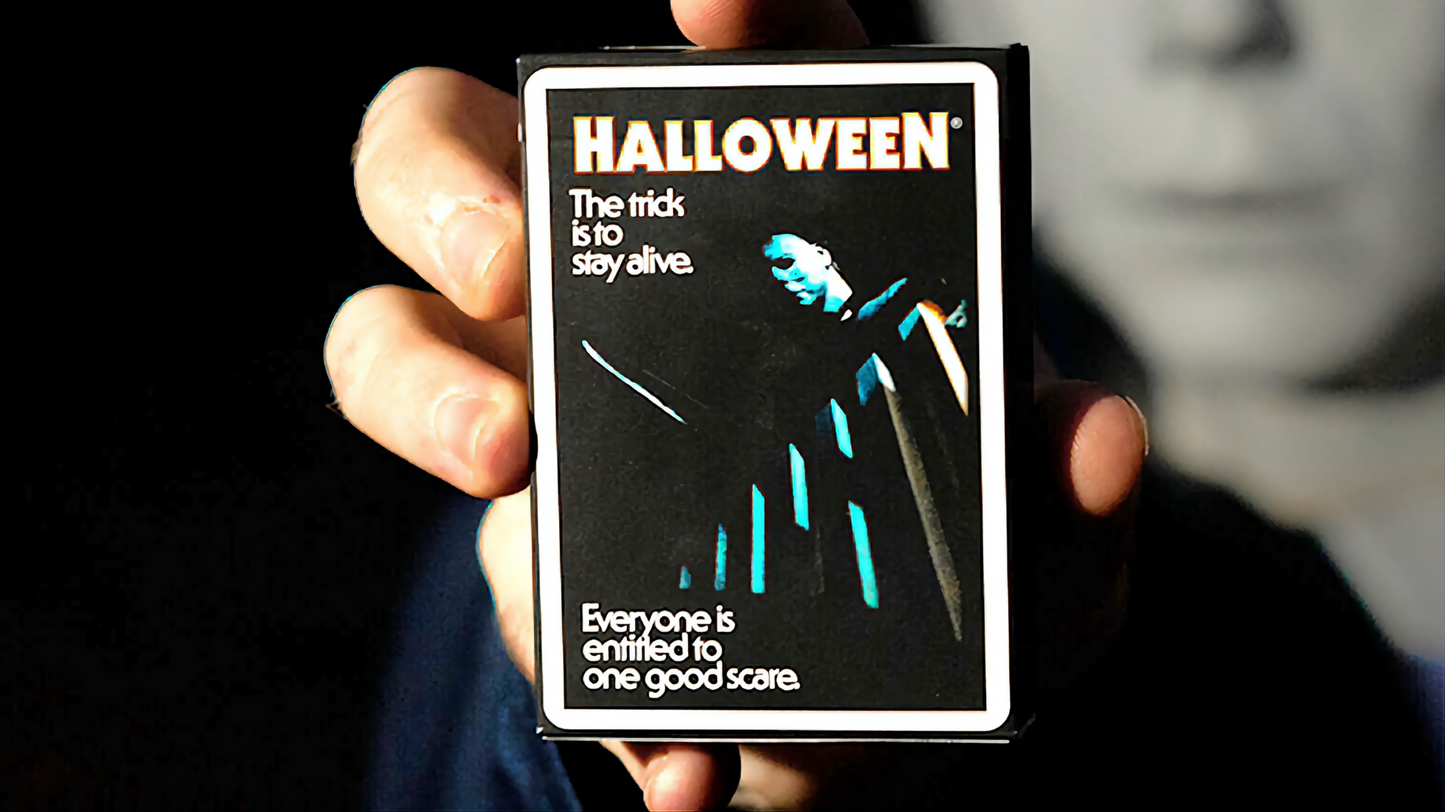 HALLOWEEN®
The trick
is to
stay alive.
Everyone is
entitled to
one good scare.